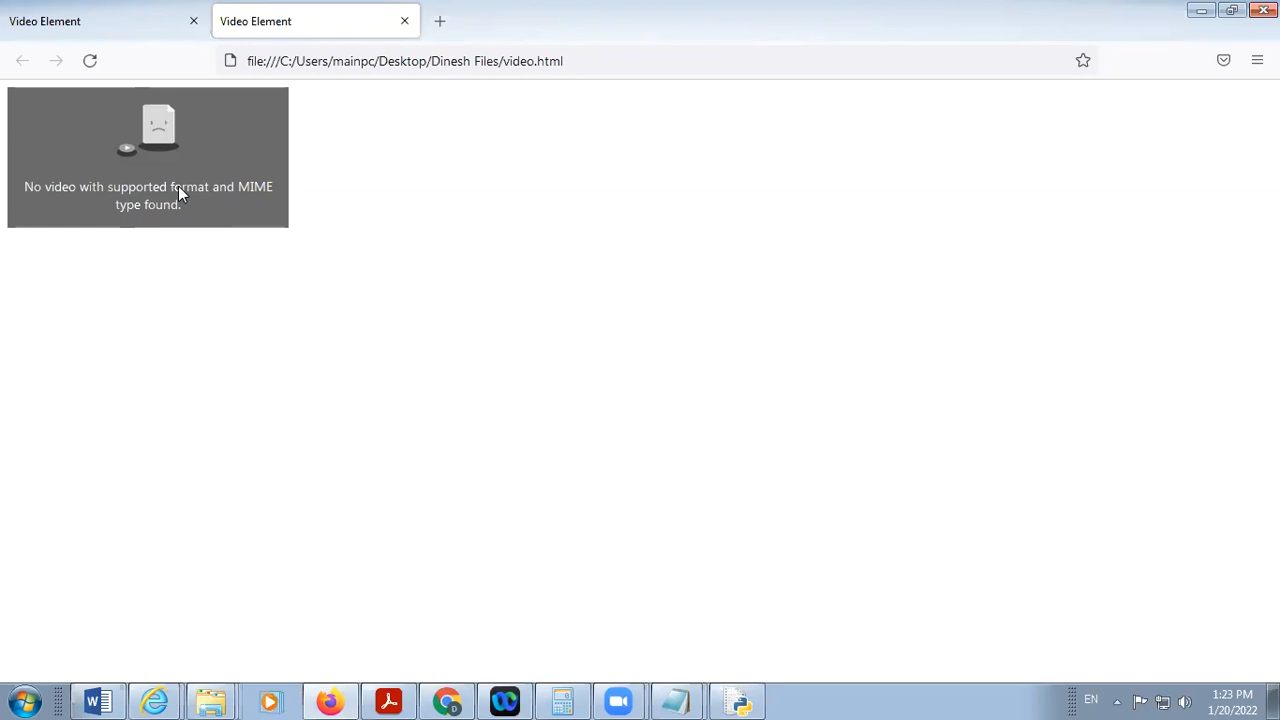 Video Element
Video Element
file:///C:/Users/mainpc/Desktop/Dinesh Files/video.html
No video with supported format and MIME
type found.
EN
1:23 PM
1/20/2022